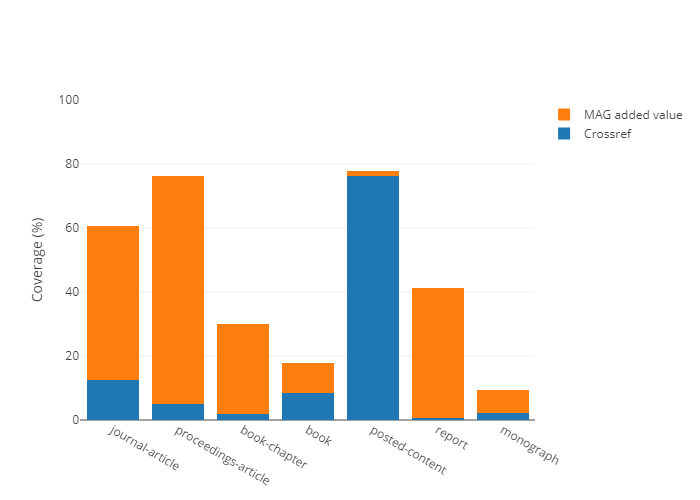 MAG added value
Crossref
Coverage (%)
100
80
60
40
20
0
journal-article
proceedings-article
book-chapter
book
posted-content
report
monograph